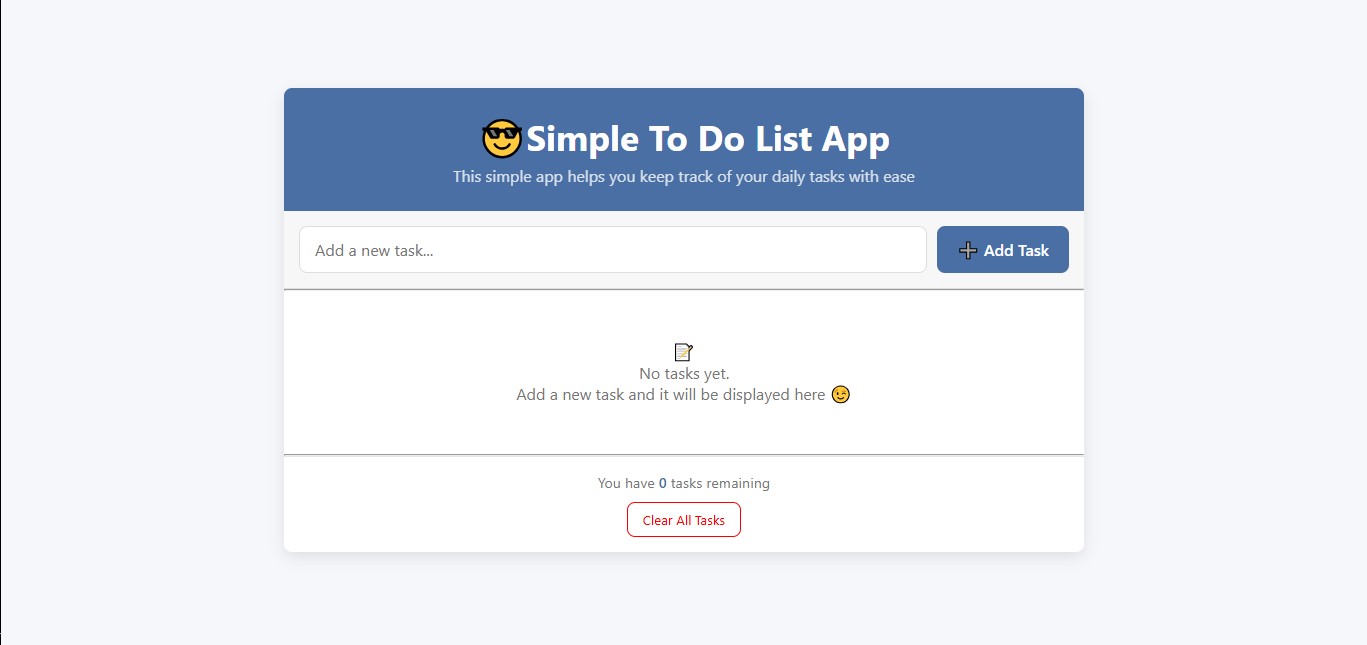 😎Simple To Do List App
This simple app helps you keep track of your daily tasks with ease
Add a new task...
➕ Add Task
📝
No tasks yet.
Add a new task and it will be displayed here 😉
You have 0 tasks remaining
Clear All Tasks